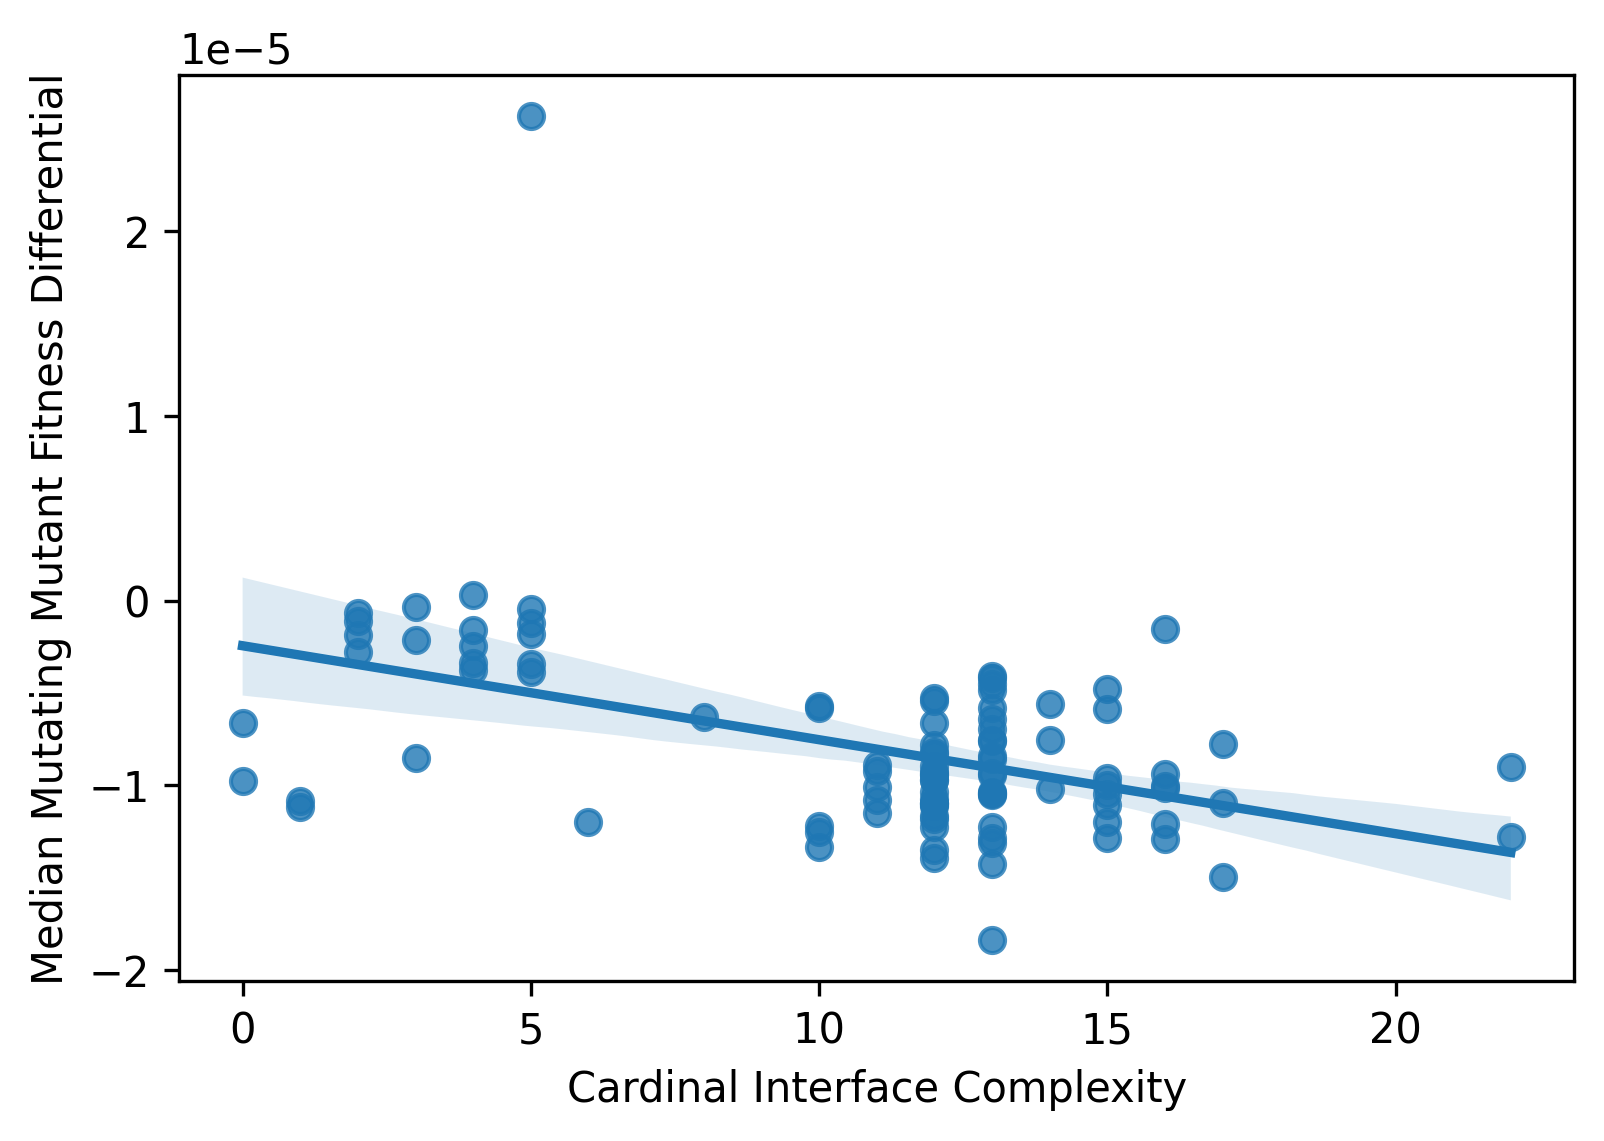 1e−5
Median Mutating Mutant Fitness Differential
2
1
0
−1
−2
0 5 10 15 20
Cardinal Interface Complexity